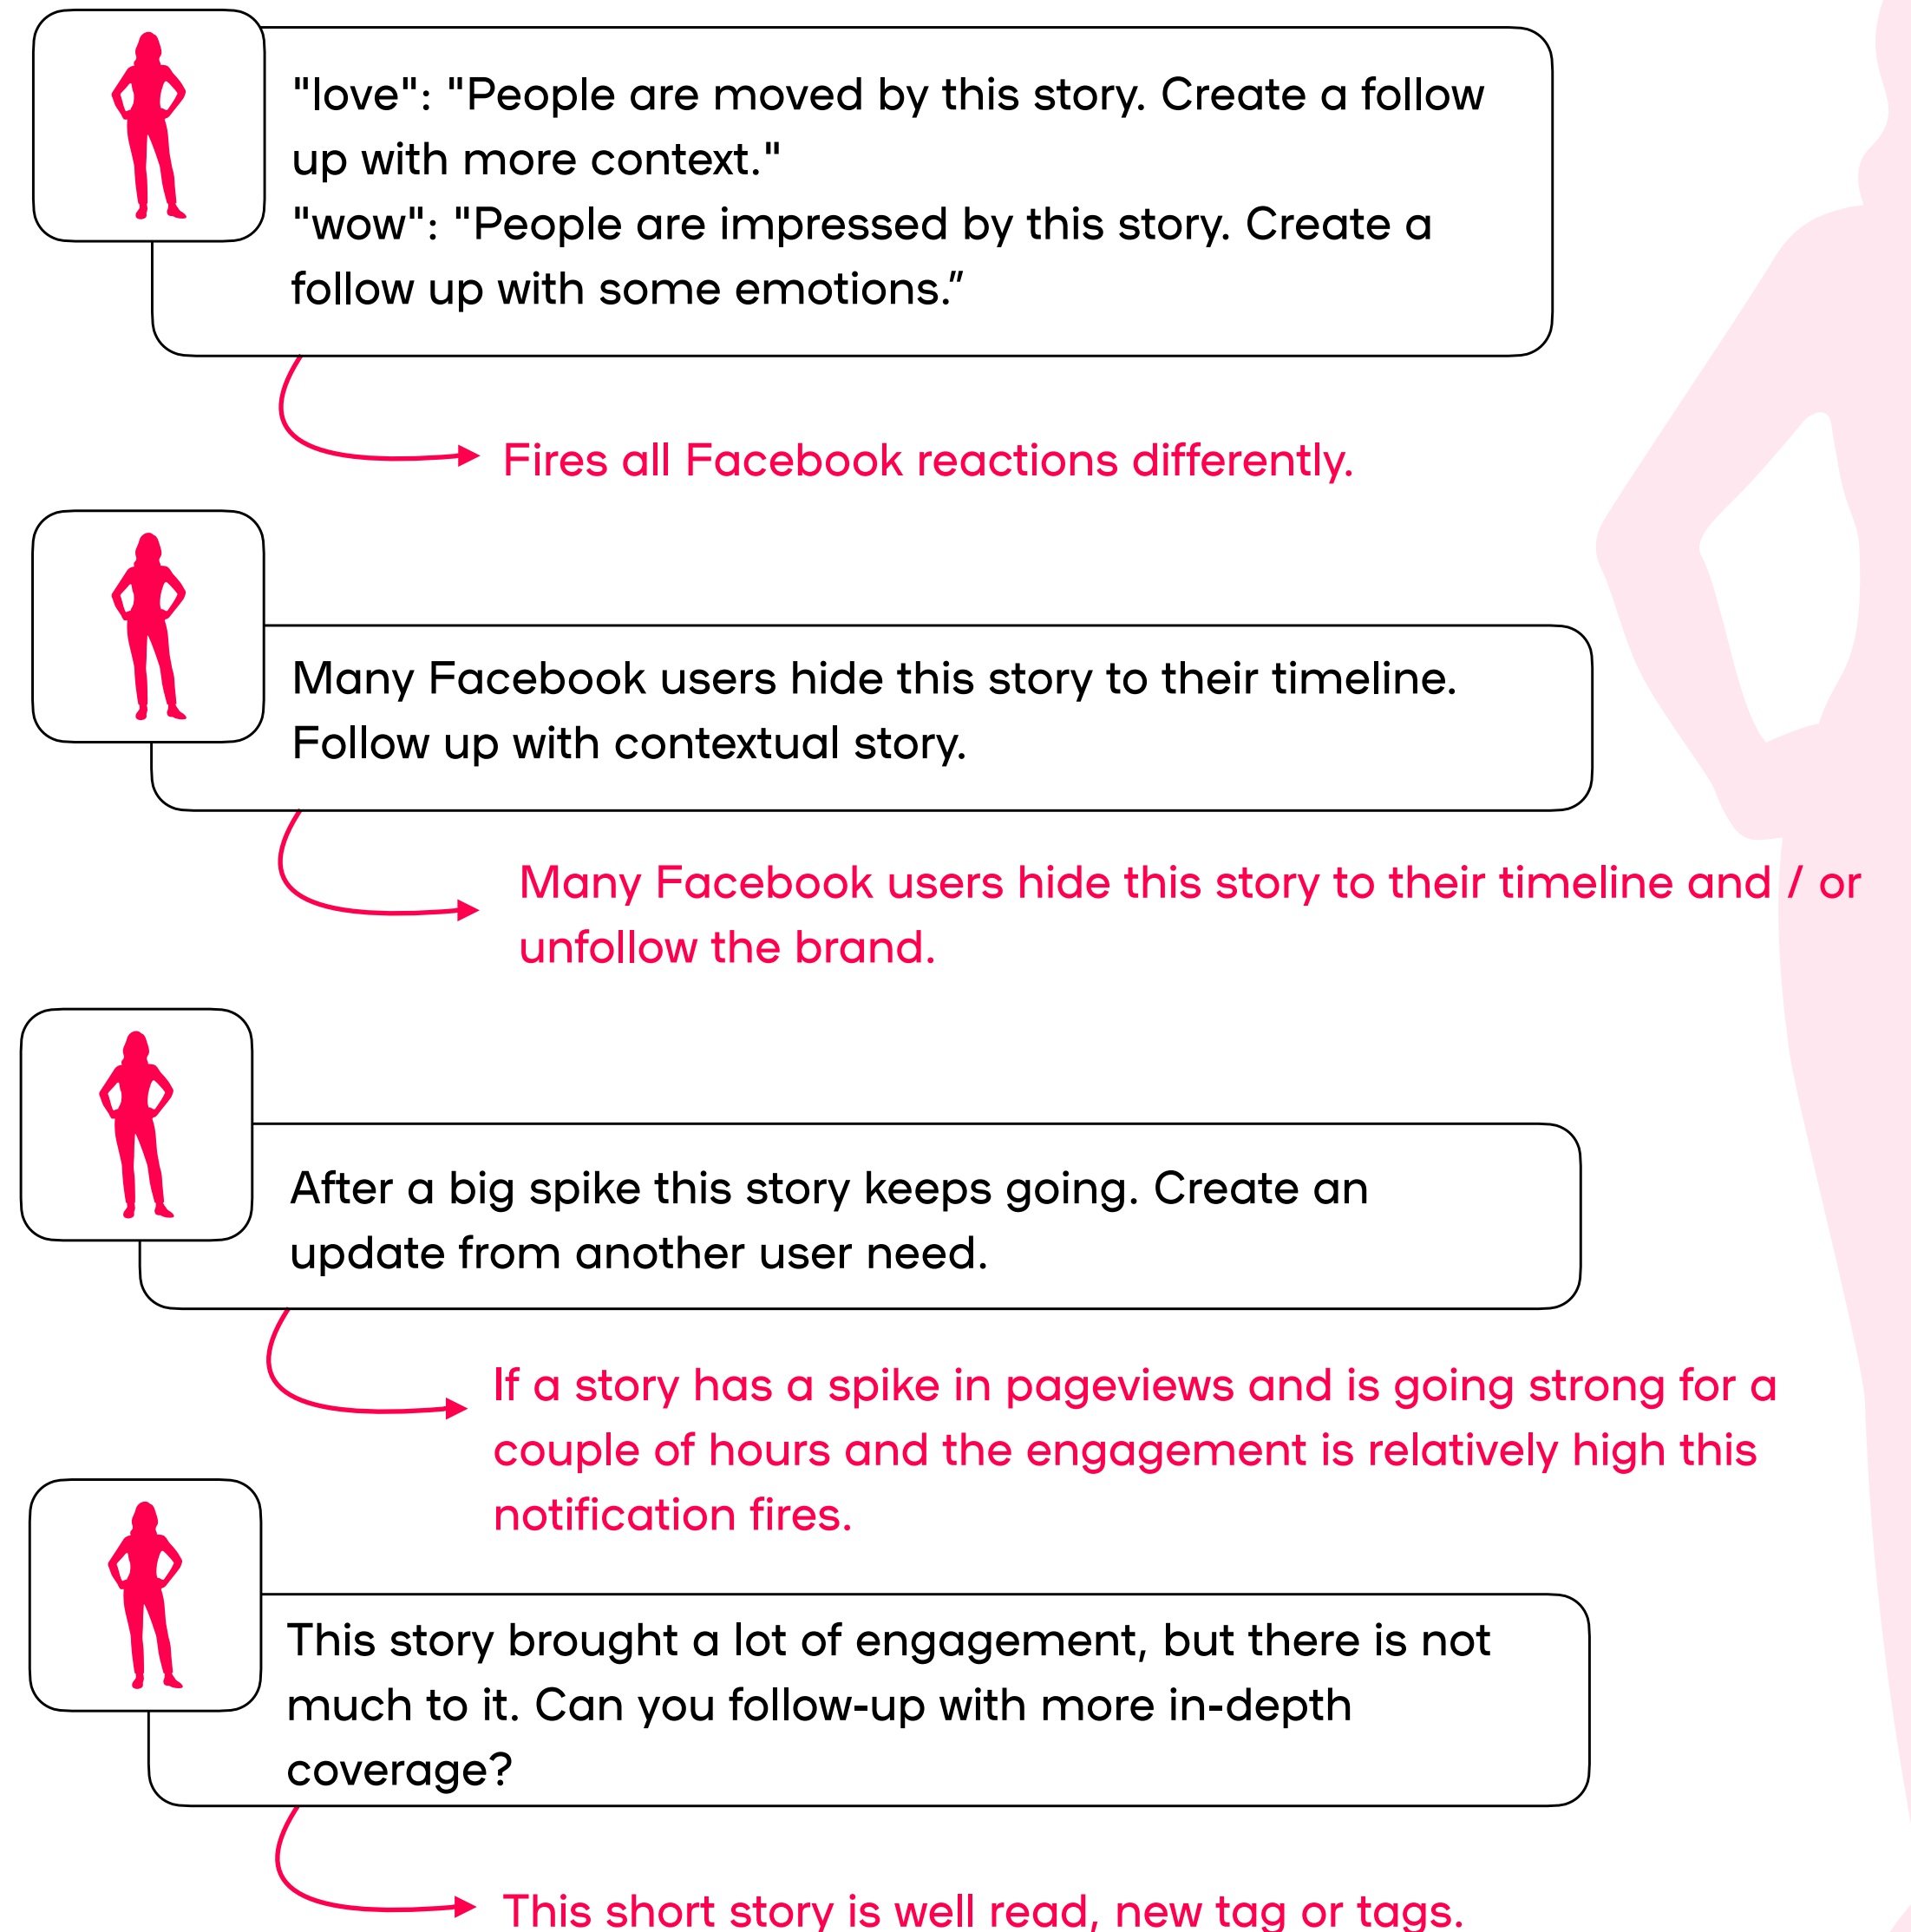 "love": "People are moved by this story. Create a follow
up with more context."
"wow": "People are impressed by this story. Create a
follow up with some emotions.”
Fires all Facebook reactions differently.
Many Facebook users hide this story to their timeline.
Follow up with contextual story.
Many Facebook users hide this story to their timeline and / or
unfollow the brand.
After a big spike this story keeps going. Create an
update from another user need.
If a story has a spike in pageviews and is going strong for a
couple of hours and the engagement is relatively high this
notification fires.
This story brought a lot of engagement, but there is not
much to it. Can you follow-up with more in-depth
coverage?
This short story is well read, new tag or tags.